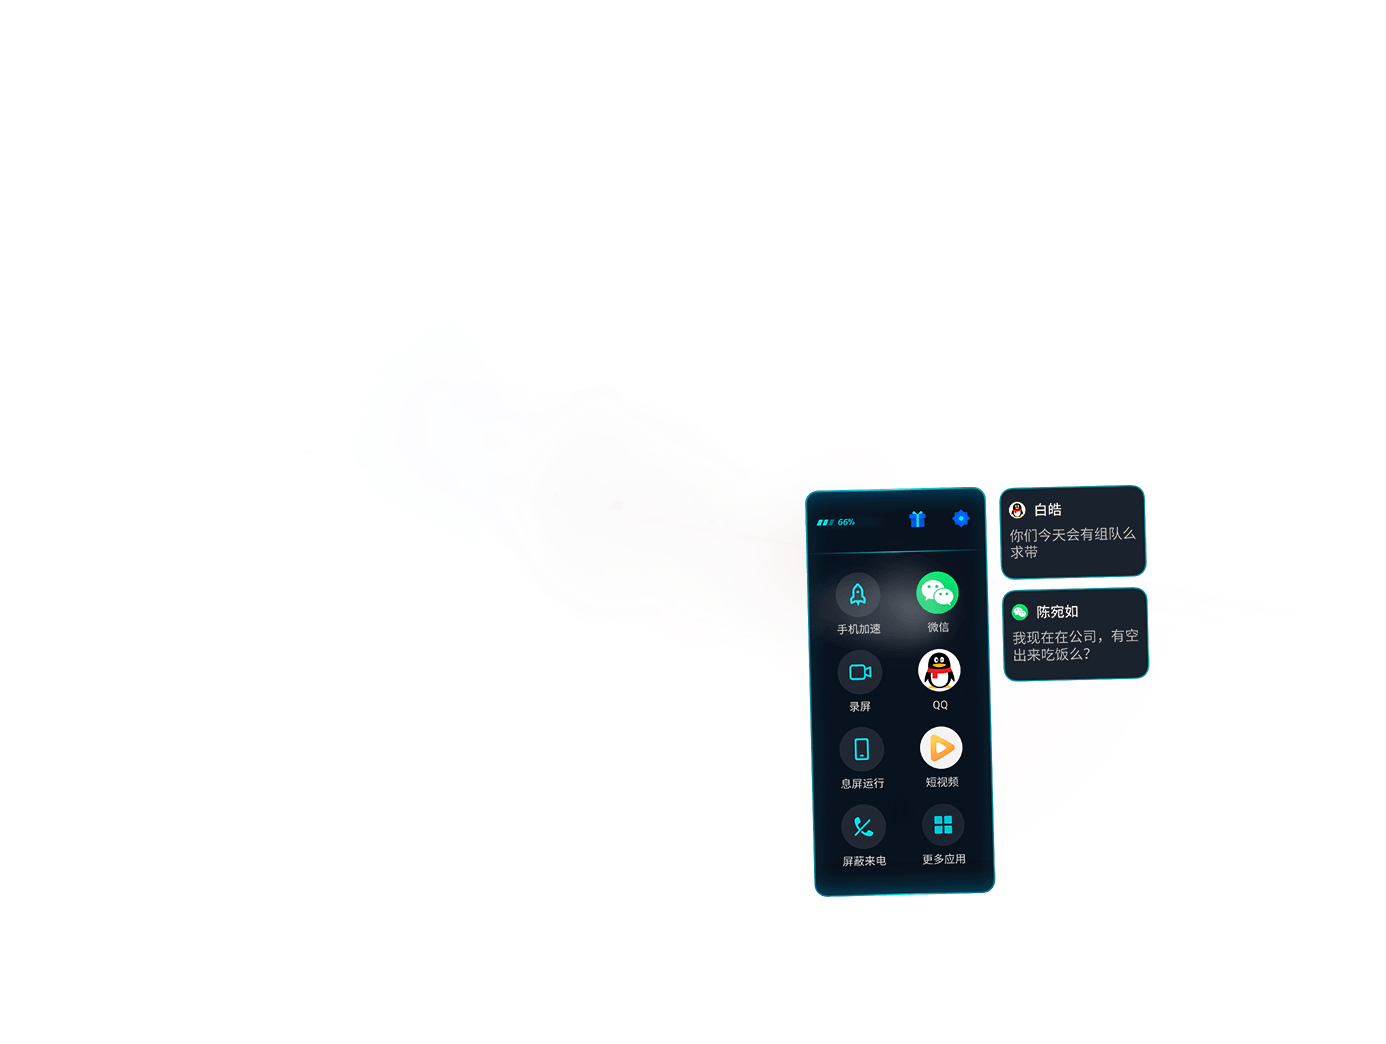 66%
手机加速
微信
录屏
QQ
息屏运行
短视频
屏蔽来电
更多应用
白皓
你们今天会有组队么
求带
陈宛如
我现在在公司，有空
出来吃饭么？